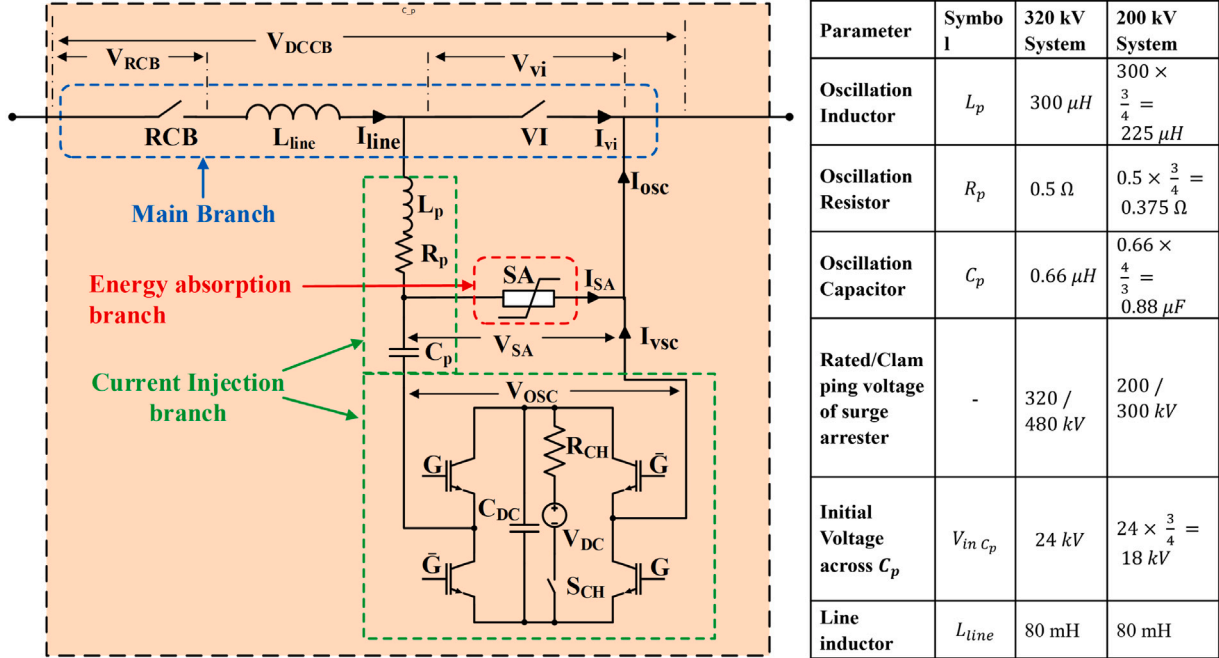 C_p
V_DCCB
V_RCB
V_vi
RCB
L_line
I_line
VI
I_vi
Main Branch
I_osc
L_p
R_p
Energy absorption
branch
SA
I_SA
V_SA
I_vsc
C_p
Current Injection
branch
V_OSC
G
R_CH
Ḡ
C_DC
V_DC
Ḡ
S_CH
G
Parameter
Symbo
l
320 kV
System
200 kV
System
Oscillation
Inductor
L_p
300 μH
300 ×
3/4 =
225 μH
Oscillation
Resistor
R_p
0.5 Ω
0.5 × 3/4 =
0.375 Ω
Oscillation
Capacitor
C_p
0.66 μH
0.66 ×
4/3 =
0.88 μF
Rated/Clam
ping voltage
of surge
arrester
-
320 /
480 kV
200 /
300 kV
Initial
Voltage
across C_p
V_in C_p
24 kV
24 × 3/4 =
18 kV
Line
inductor
L_line
80 mH
80 mH